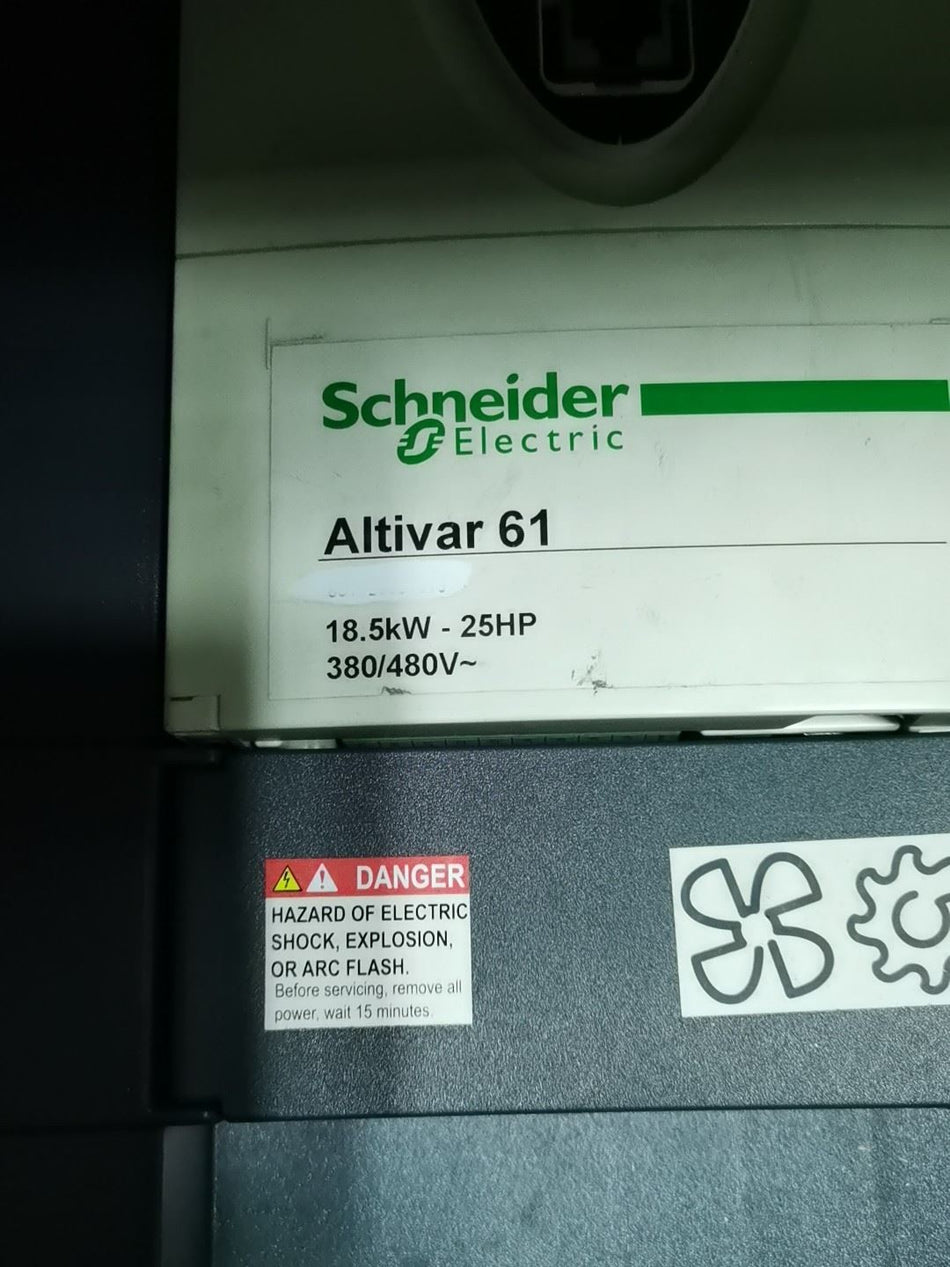 Schneider
Electric
Altivar 61
18.5kW - 25HP
380/480V~
DANGER
HAZARD OF ELECTRIC
SHOCK, EXPLOSION,
OR ARC FLASH.
Before servicing, remove all
power, wait 15 minutes.